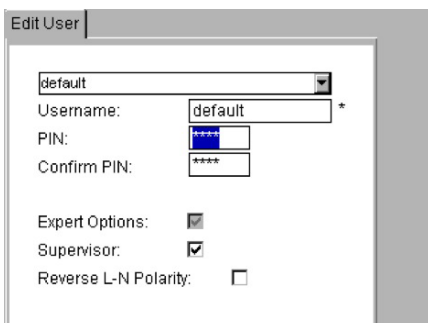 Edit User
default
Username: default *
PIN: ****
Confirm PIN: ****
Expert Options:
Supervisor:
Reverse L-N Polarity: